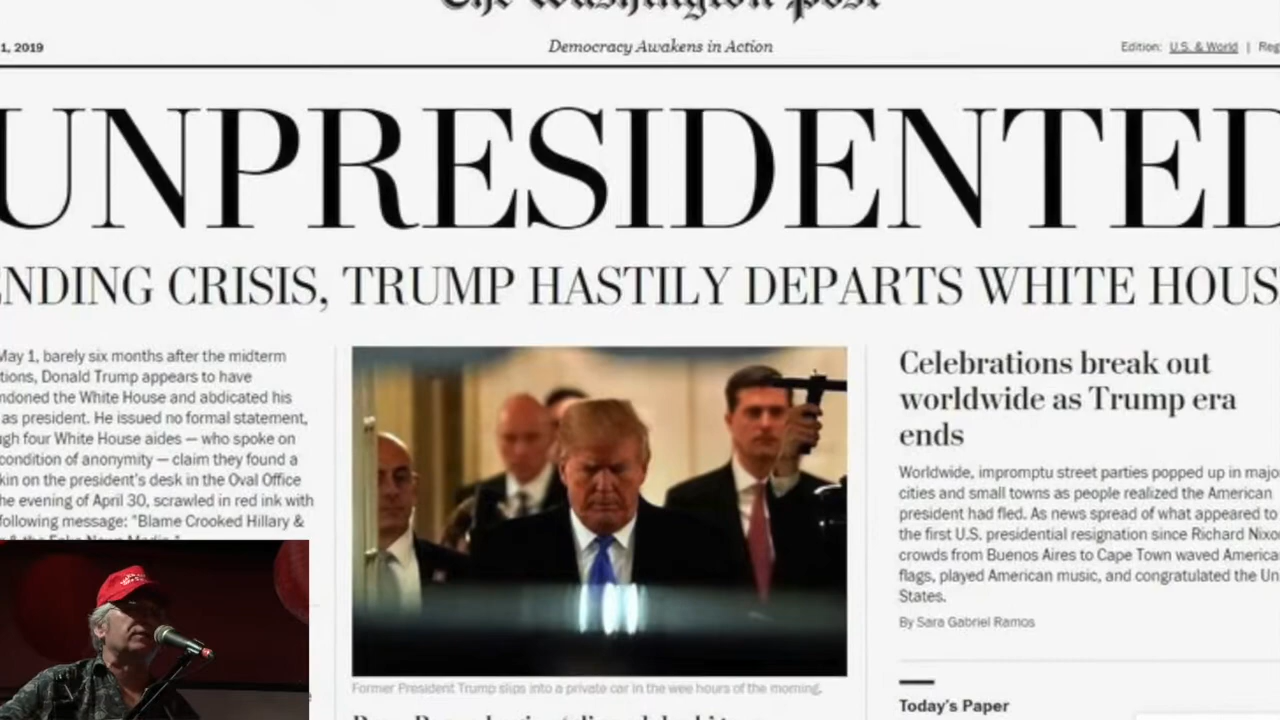 The Washington Post
1, 2019
Democracy Awakens in Action
Edition: U.S. & World | Reg
UNPRESIDENTED
NDING CRISIS, TRUMP HASTILY DEPARTS WHITE HOUS
May 1, barely six months after the midterm
tions, Donald Trump appears to have
ndoned the White House and abdicated his
as president. He issued no formal statement,
ugh four White House aides — who spoke on
condition of anonymity — claim they found a
kin on the president's desk in the Oval Office
he evening of April 30, scrawled in red ink with
following message: "Blame Crooked Hillary &
& the Fake News Media."
Former President Trump slips into a private car in the wee hours of the morning.
Celebrations break out
worldwide as Trump era
ends
Worldwide, impromptu street parties popped up in majo
cities and small towns as people realized the American
president had fled. As news spread of what appeared to
the first U.S. presidential resignation since Richard Nixo
crowds from Buenos Aires to Cape Town waved America
flags, played American music, and congratulated the Un
States.
By Sara Gabriel Ramos
Today's Paper